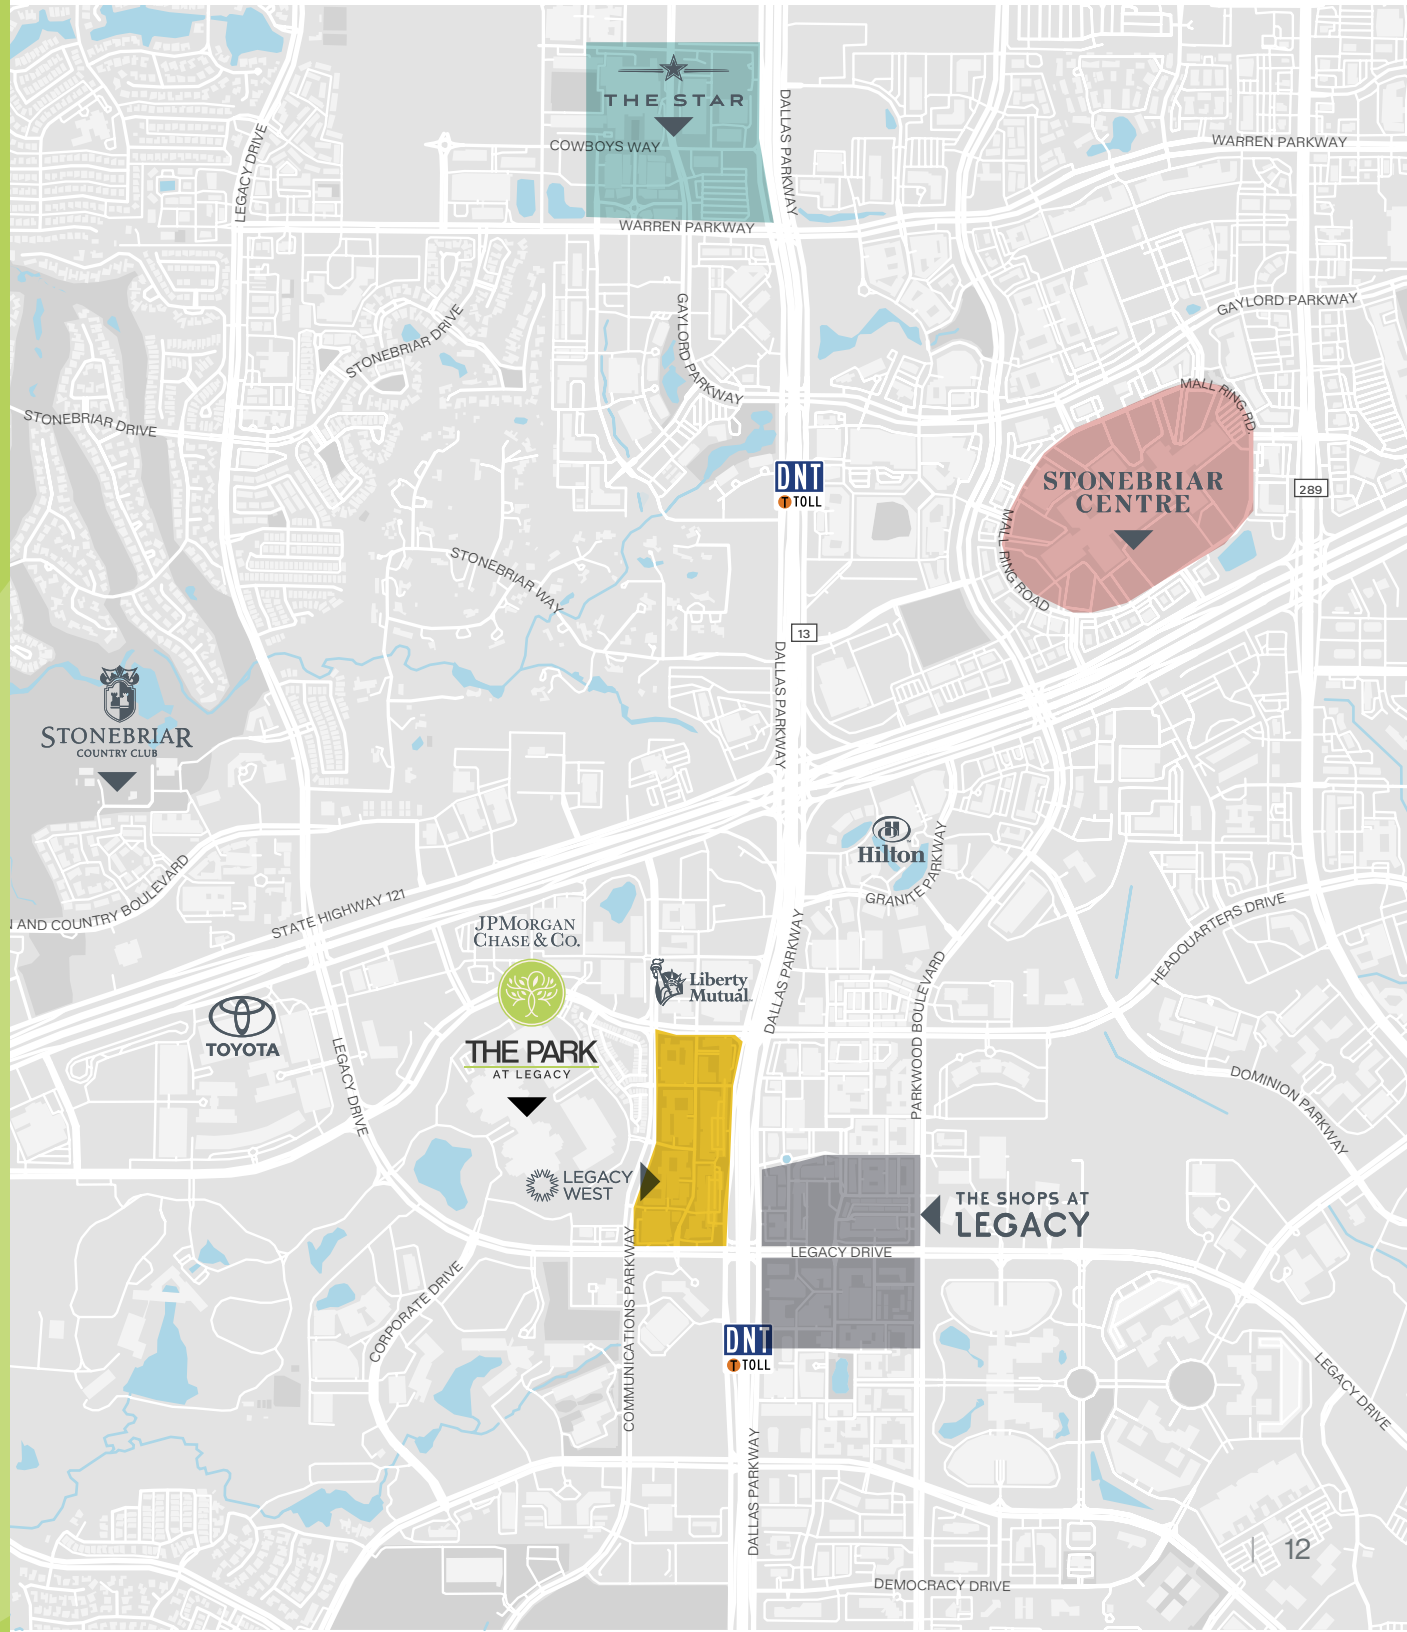 THE STAR
COWBOYS WAY
DALLAS PARKWAY
WARREN PARKWAY
LEGACY DRIVE
WARREN PARKWAY
GAYLORD PARKWAY
STONEBRIAR DRIVE
GAYLORD PARKWAY
MALL RING RD.
STONEBRIAR DRIVE
DNT
T TOLL
STONEBRIAR
CENTRE
289
MALL RING ROAD
STONEBRIAR WAY
13
DALLAS PARKWAY
STONEBRIAR
COUNTRY CLUB
Hilton
GRANITE PARKWAY
AND COUNTRY BOULEVARD
STATE HIGHWAY 121
JPMORGAN
CHASE & CO.
HEADQUARTERS DRIVE
Liberty
Mutual
DALLAS PARKWAY
PARKWOOD BOULEVARD
TOYOTA
LEGACY DRIVE
THE PARK
AT LEGACY
DOMINION PARKWAY
LEGACY
WEST
THE SHOPS AT
LEGACY
LEGACY DRIVE
CORPORATE DRIVE
COMMUNICATIONS PARKWAY
DNT
T TOLL
LEGACY DRIVE
DALLAS PARKWAY
DEMOCRACY DRIVE
| 12